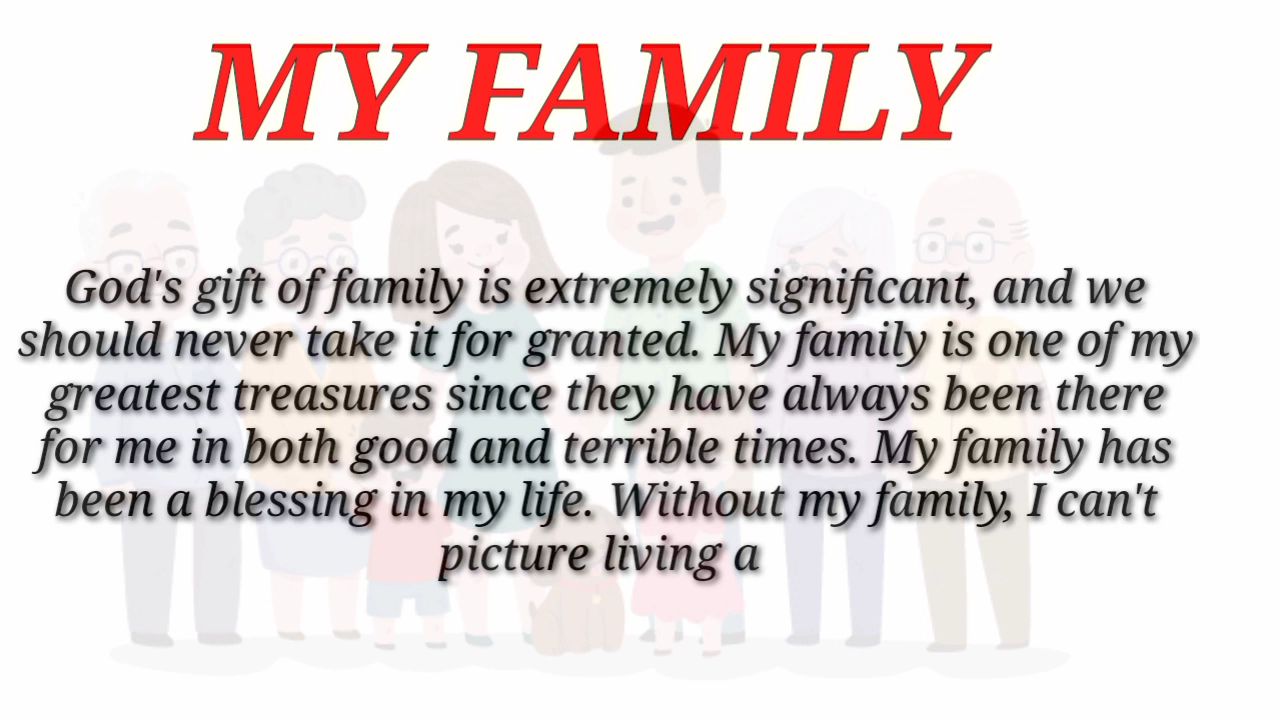 MY FAMILY
God's gift of family is extremely significant, and we
should never take it for granted. My family is one of my
greatest treasures since they have always been there
for me in both good and terrible times. My family has
been a blessing in my life. Without my family, I can't
picture living a